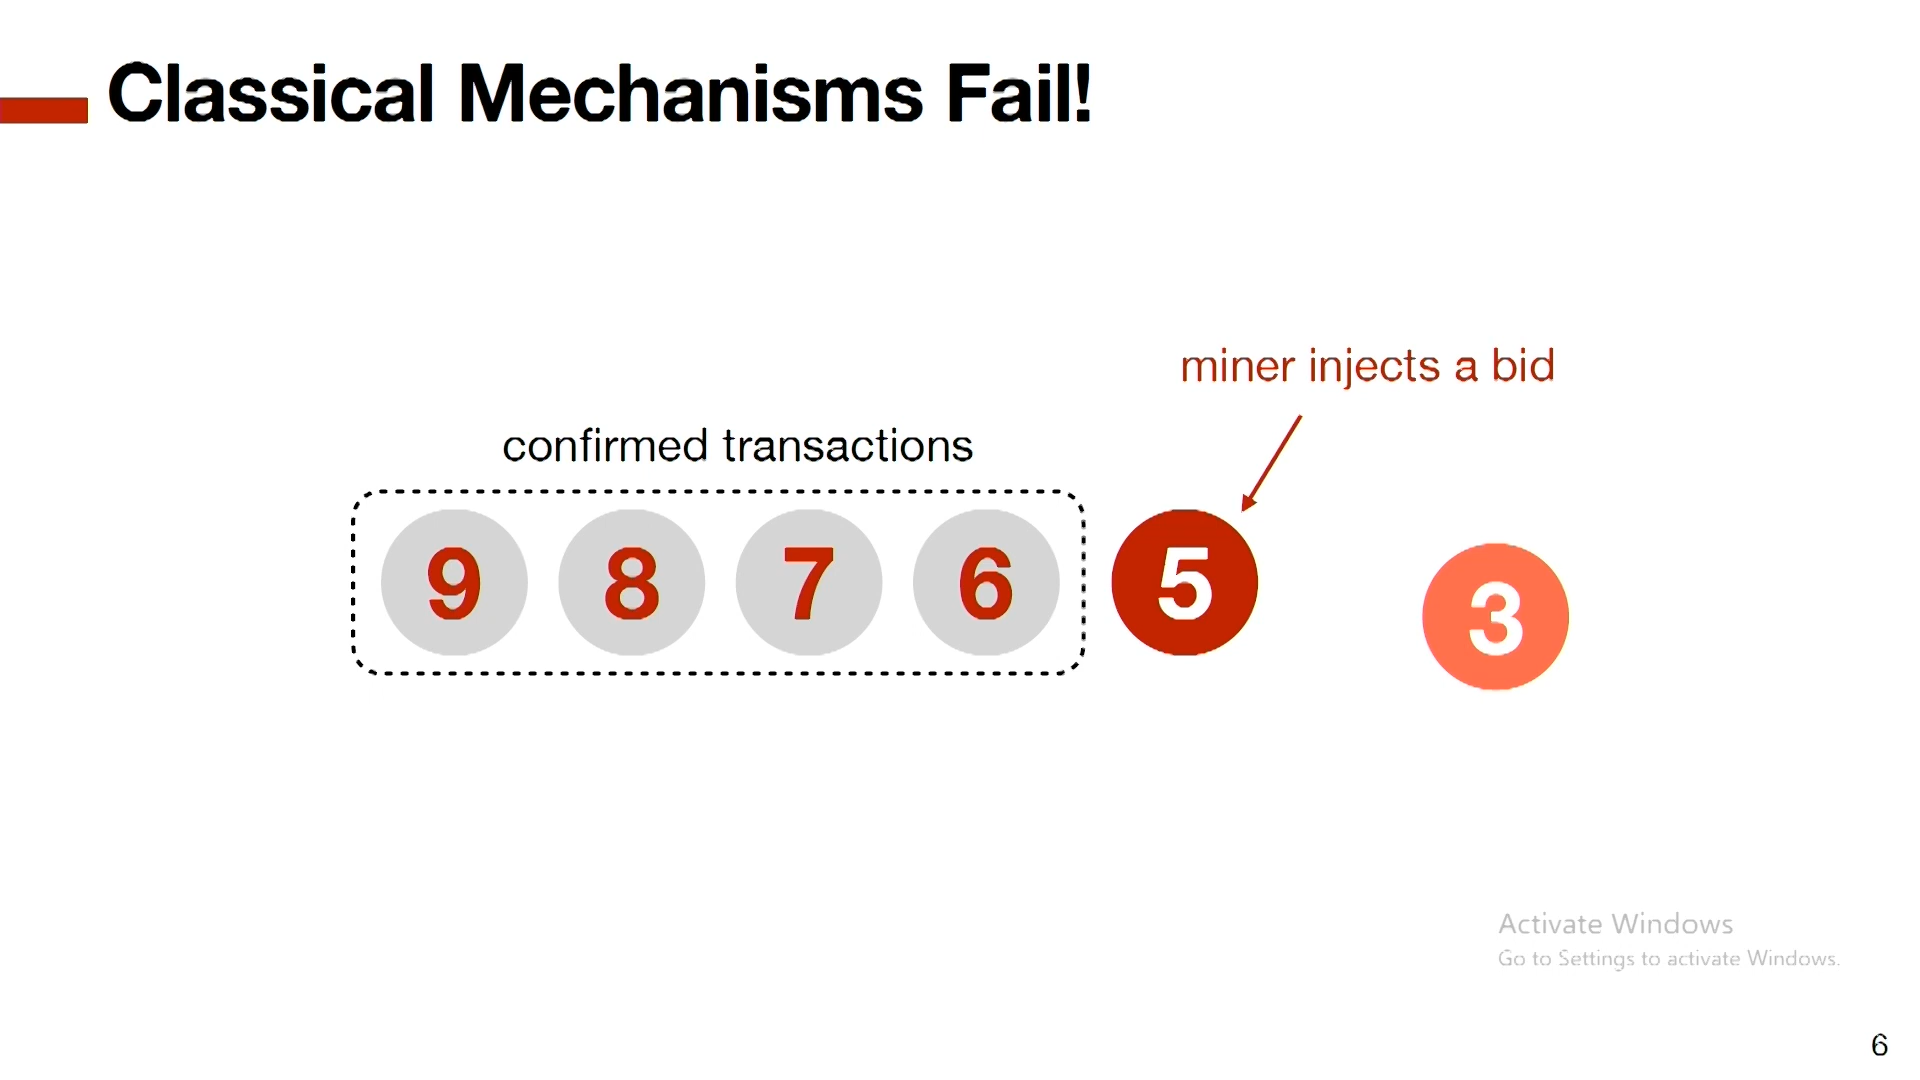 Classical Mechanisms Fail!
miner injects a bid
confirmed transactions
9 8 7 6 5 3
Activate Windows
Go to Settings to activate Windows.
6